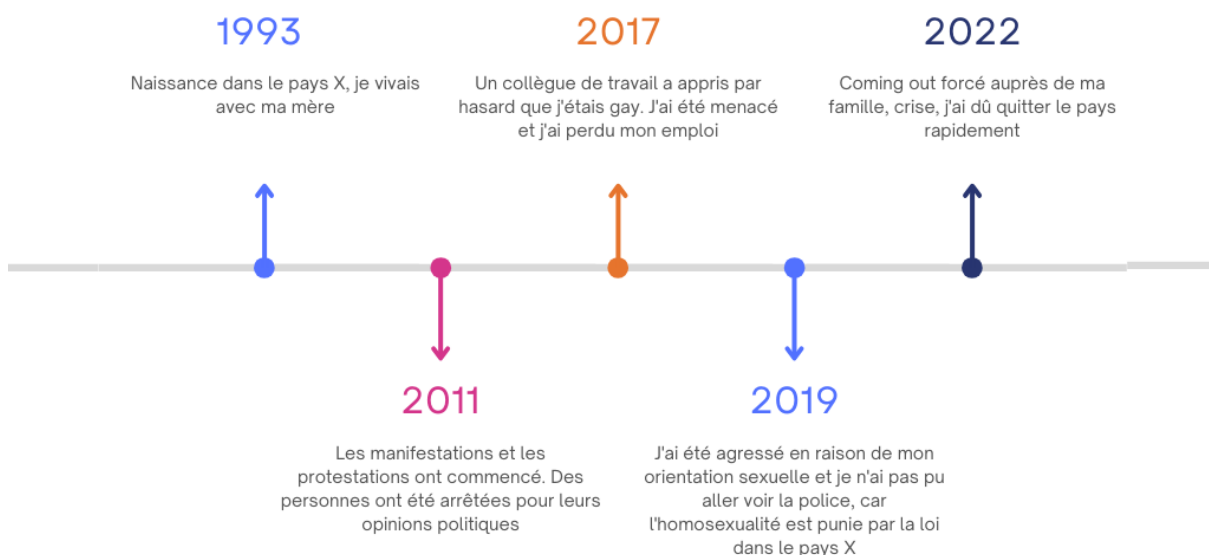 1993
Naissance dans le pays X, je vivais
avec ma mère
2017
Un collègue de travail a appris par
hasard que j'étais gay. J'ai été menacé
et j'ai perdu mon emploi
2022
Coming out forcé auprès de ma
famille, crise, j'ai dû quitter le pays
rapidement
2011
Les manifestations et les
protestations ont commencé. Des
personnes ont été arrêtées pour leurs
opinions politiques
2019
J'ai été agressé en raison de mon
orientation sexuelle et je n'ai pas pu
aller voir la police, car
l'homosexualité est punie par la loi
dans le pays X